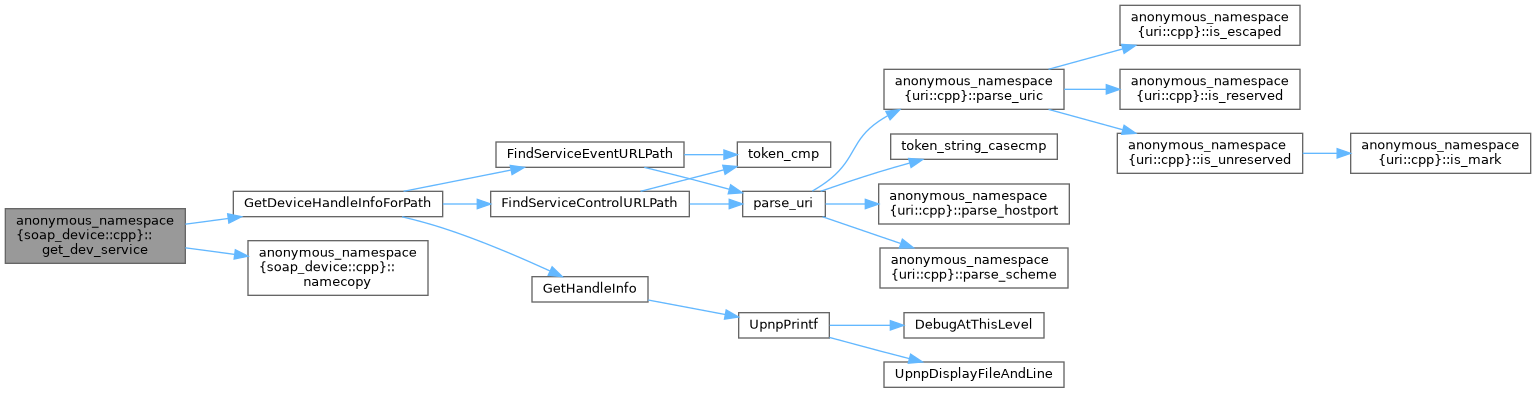 anonymous_namespace
{soap_device::cpp}::
get_dev_service
GetDeviceHandleInfoForPath
anonymous_namespace
{soap_device::cpp}::
namecopy
FindServiceEventURLPath
FindServiceControlURLPath
GetHandleInfo
token_cmp
parse_uri
UpnpPrintf
anonymous_namespace
{uri::cpp}::parse_uric
token_string_casecmp
anonymous_namespace
{uri::cpp}::parse_hostport
anonymous_namespace
{uri::cpp}::parse_scheme
DebugAtThisLevel
UpnpDisplayFileAndLine
anonymous_namespace
{uri::cpp}::is_escaped
anonymous_namespace
{uri::cpp}::is_reserved
anonymous_namespace
{uri::cpp}::is_unreserved
anonymous_namespace
{uri::cpp}::is_mark